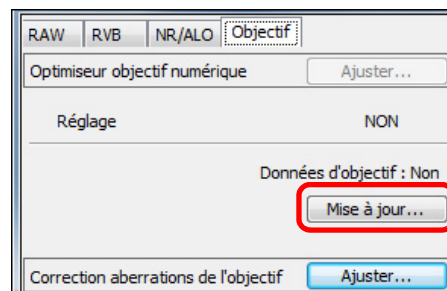 RAW RVB NR/ALO Objectif
Optimiseur objectif numérique Ajuster...
Réglage NON
Données d'objectif : Non
Mise à jour...
Correction aberrations de l'objectif Ajuster...